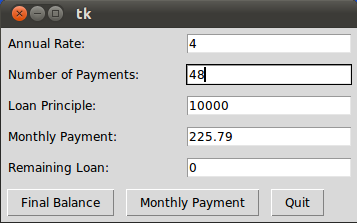 tk
Annual Rate: 4
Number of Payments: 48
Loan Principle: 10000
Monthly Payment: 225.79
Remaining Loan: 0
Final Balance Monthly Payment Quit